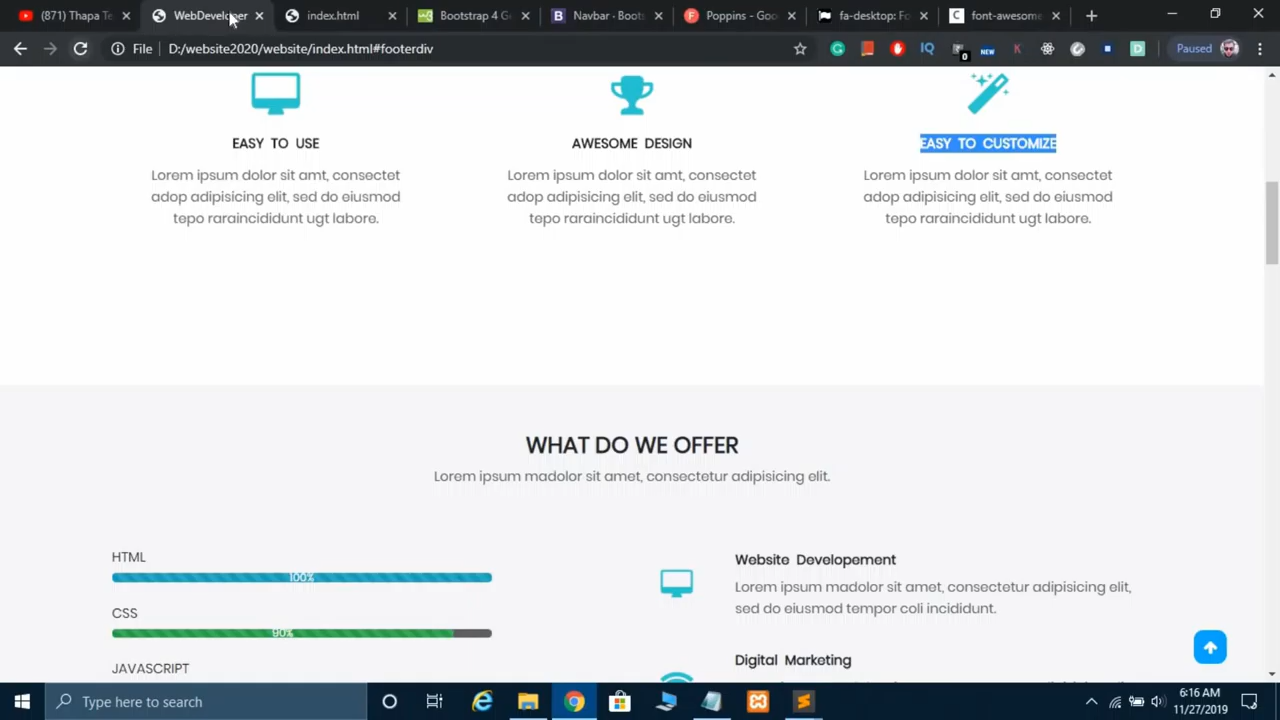 (871) Thapa Te
WebDeveloper
index.html
Bootstrap 4 G
Navbar · Boots
Poppins - Goo
fa-desktop: Fo
font-awesome
File
D:/website2020/website/index.html#footerdiv
IQ
0
NEW
K
D
Paused
EASY TO USE
Lorem ipsum dolor sit amt, consectet
adop adipisicing elit, sed do eiusmod
tepo raraincididunt ugt labore.
AWESOME DESIGN
Lorem ipsum dolor sit amt, consectet
adop adipisicing elit, sed do eiusmod
tepo raraincididunt ugt labore.
EASY TO CUSTOMIZE
Lorem ipsum dolor sit amt, consectet
adop adipisicing elit, sed do eiusmod
tepo raraincididunt ugt labore.
WHAT DO WE OFFER
Lorem ipsum madolor sit amet, consectetur adipisicing elit.
HTML
100%
CSS
90%
JAVASCRIPT
Website Developement
Lorem ipsum madolor sit amet, consectetur adipisicing elit,
sed do eiusmod tempor coli incididunt.
Digital Marketing
Type here to search
6:16 AM
11/27/2019